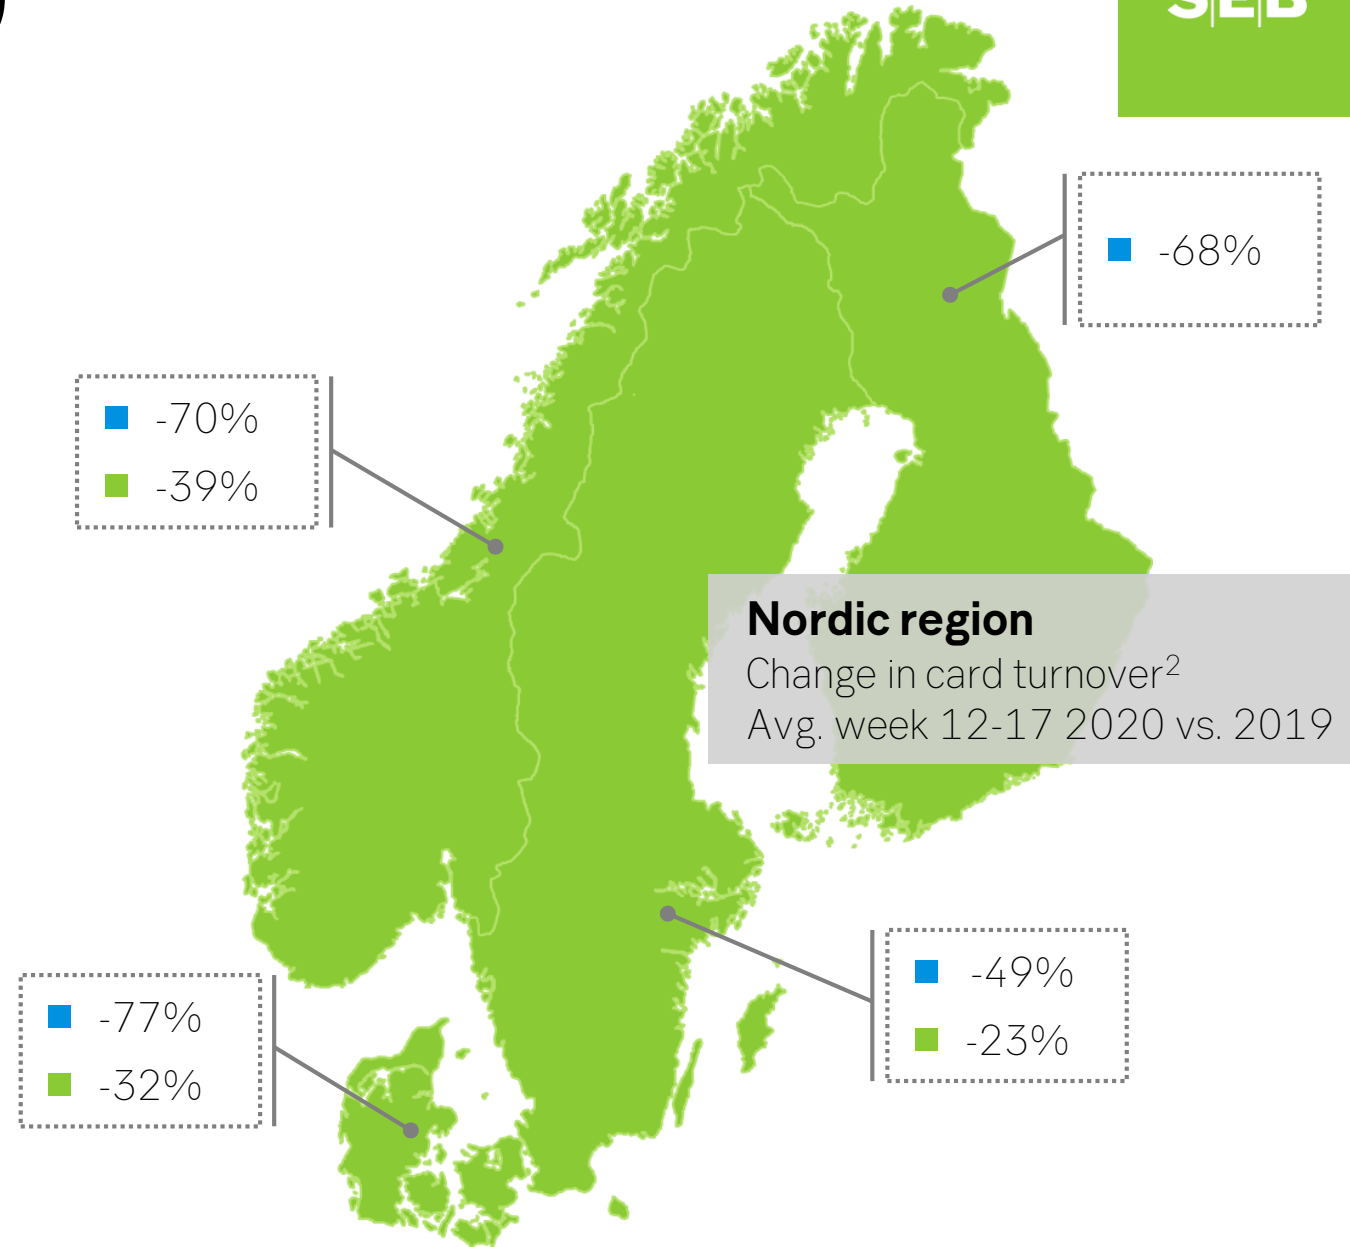 S|E|B
-68%
-70%
-39%
Nordic region
Change in card turnover²
Avg. week 12-17 2020 vs. 2019
-49%
-23%
-77%
-32%